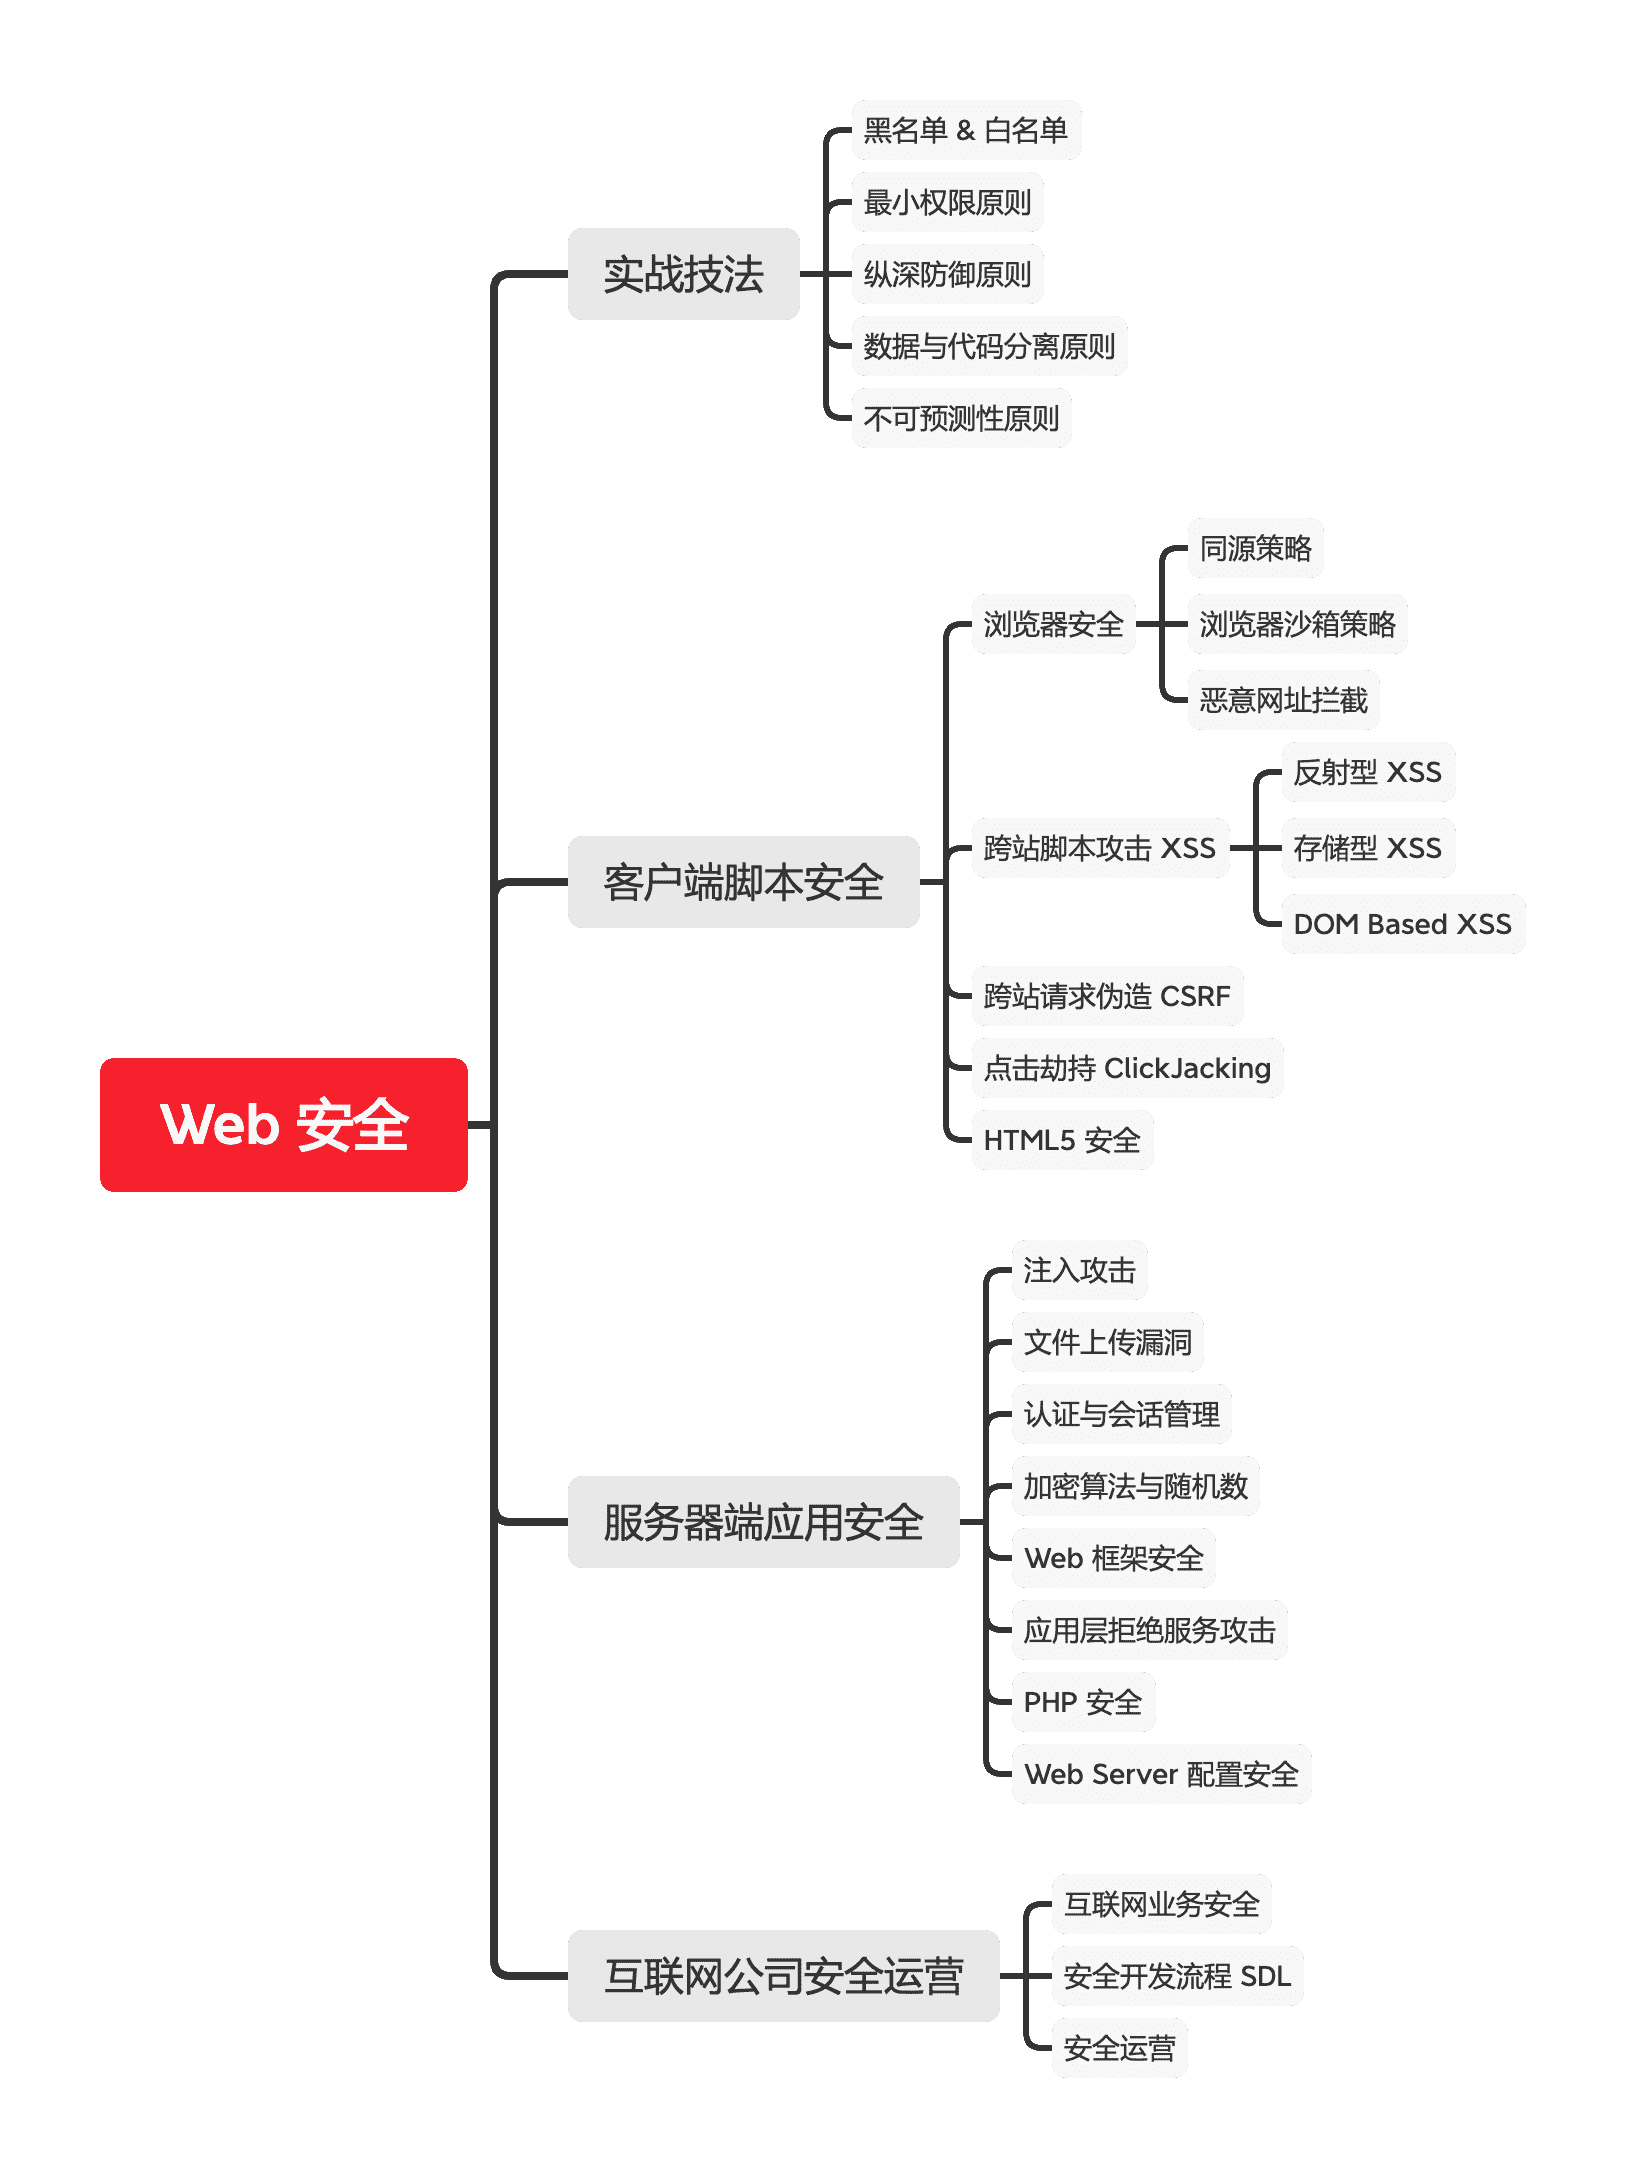 Web 安全
实战技法
黑名单 & 白名单
最小权限原则
纵深防御原则
数据与代码分离原则
不可预测性原则
客户端脚本安全
浏览器安全
同源策略
浏览器沙箱策略
恶意网址拦截
跨站脚本攻击 XSS
反射型 XSS
存储型 XSS
DOM Based XSS
跨站请求伪造 CSRF
点击劫持 ClickJacking
HTML5 安全
服务器端应用安全
注入攻击
文件上传漏洞
认证与会话管理
加密算法与随机数
Web 框架安全
应用层拒绝服务攻击
PHP 安全
Web Server 配置安全
互联网公司安全运营
互联网业务安全
安全开发流程 SDL
安全运营